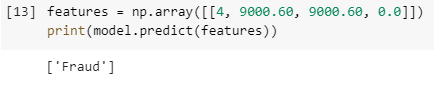 [13] features = np.array([[4, 9000.60, 9000.60, 0.0]])
print(model.predict(features))
['Fraud']